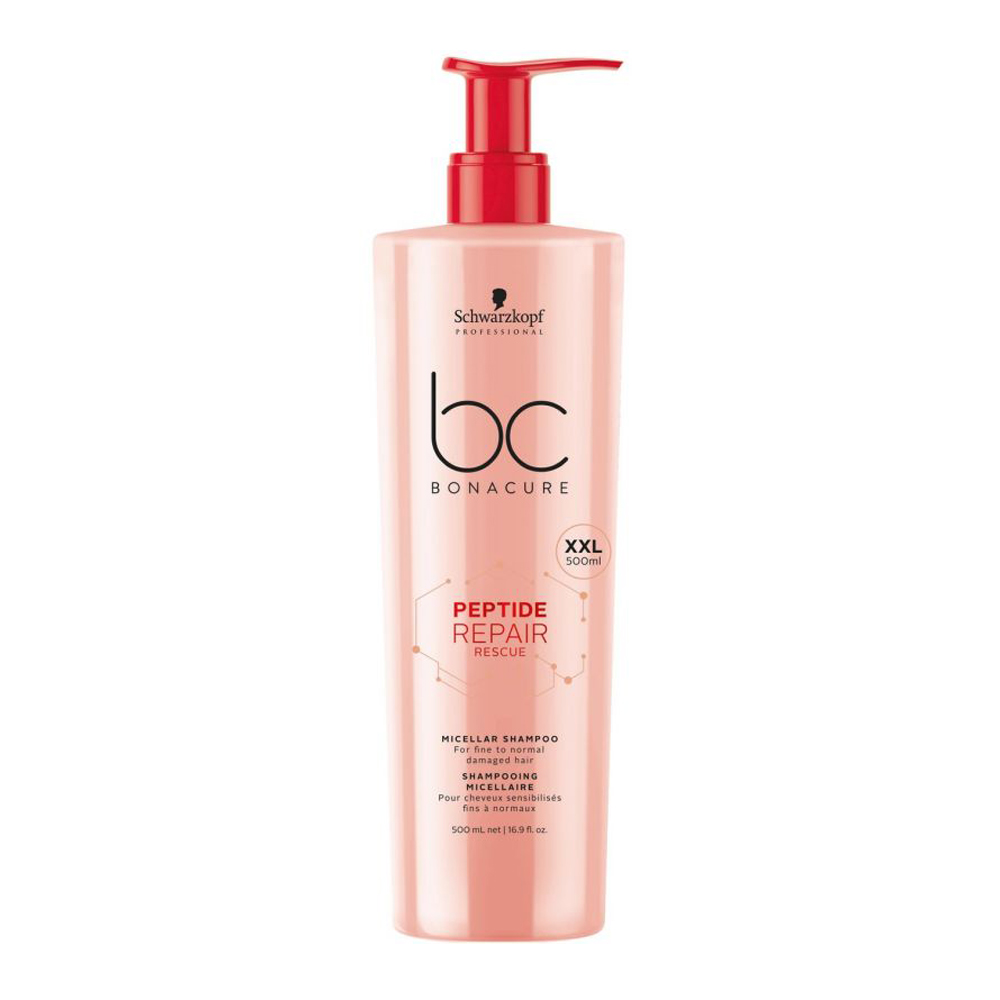 Schwarzkopf
PROFESSIONAL
bc
BONACURE
XXL
500ml
PEPTIDE
REPAIR
RESCUE
MICELLAR SHAMPOO
For fine to normal
damaged hair
SHAMPOOING
MICELLAIRE
Pour cheveux sensibilisés
fins à normaux
500 mL net | 16.9 fl. oz.